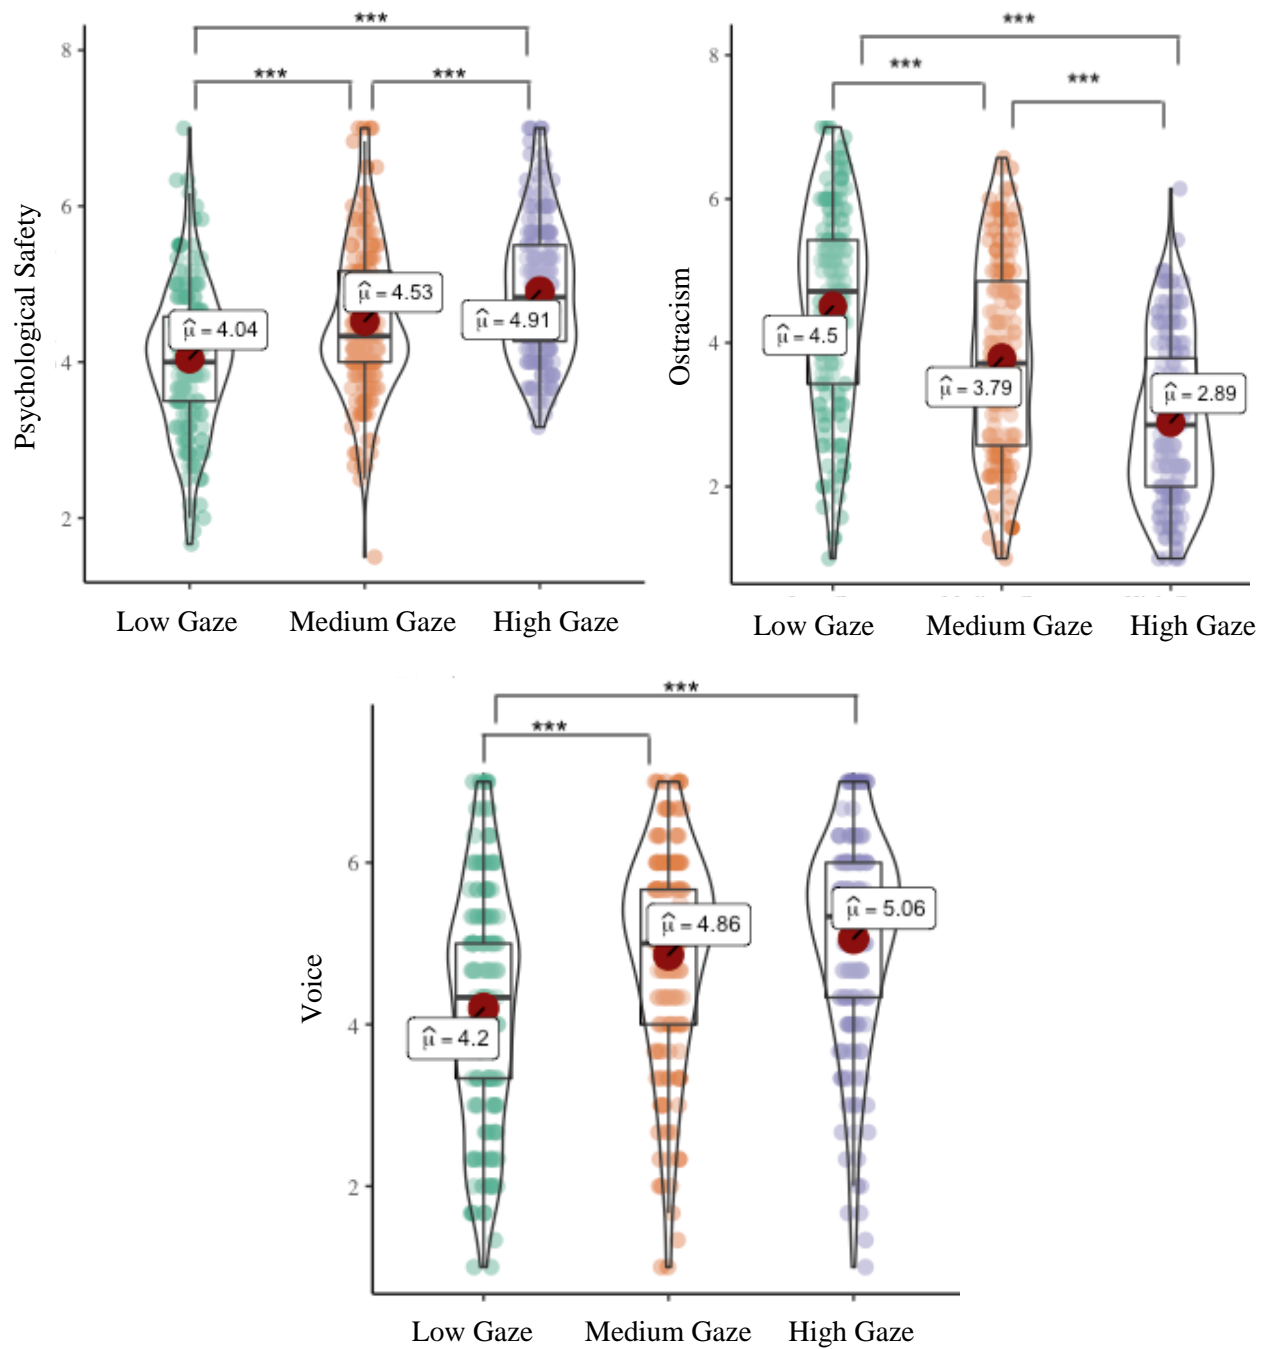 ***
***
***
8
6
4
2
Psychological Safety
μ̂ = 4.04
μ̂ = 4.53
μ̂ = 4.91
Low Gaze
Medium Gaze
High Gaze
***
***
***
8
6
4
2
Ostracism
μ̂ = 4.5
μ̂ = 3.79
μ̂ = 2.89
Low Gaze
Medium Gaze
High Gaze
***
***
6
4
2
Voice
μ̂ = 4.2
μ̂ = 4.86
μ̂ = 5.06
Low Gaze
Medium Gaze
High Gaze